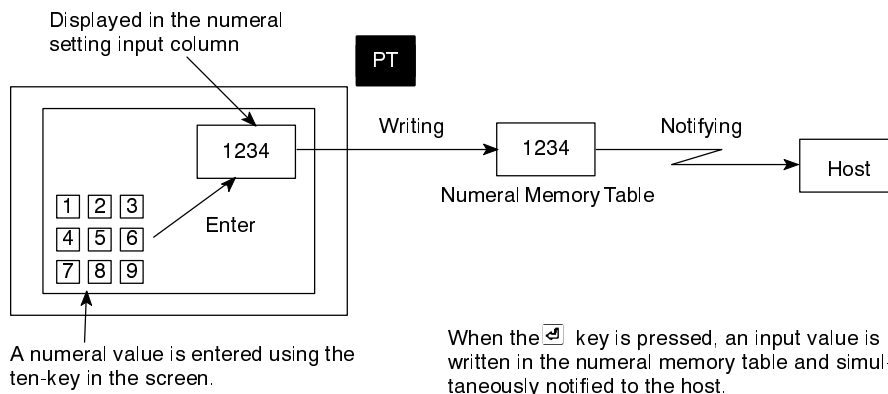 Displayed in the numeral
setting input column
PT
Writing
Notifying
1234
1234
Host
Numeral Memory Table
1 2 3
Enter
4 5 6
7 8 9
A numeral value is entered using the
ten-key in the screen.
When the key is pressed, an input value is
written in the numeral memory table and simul-
taneously notified to the host.